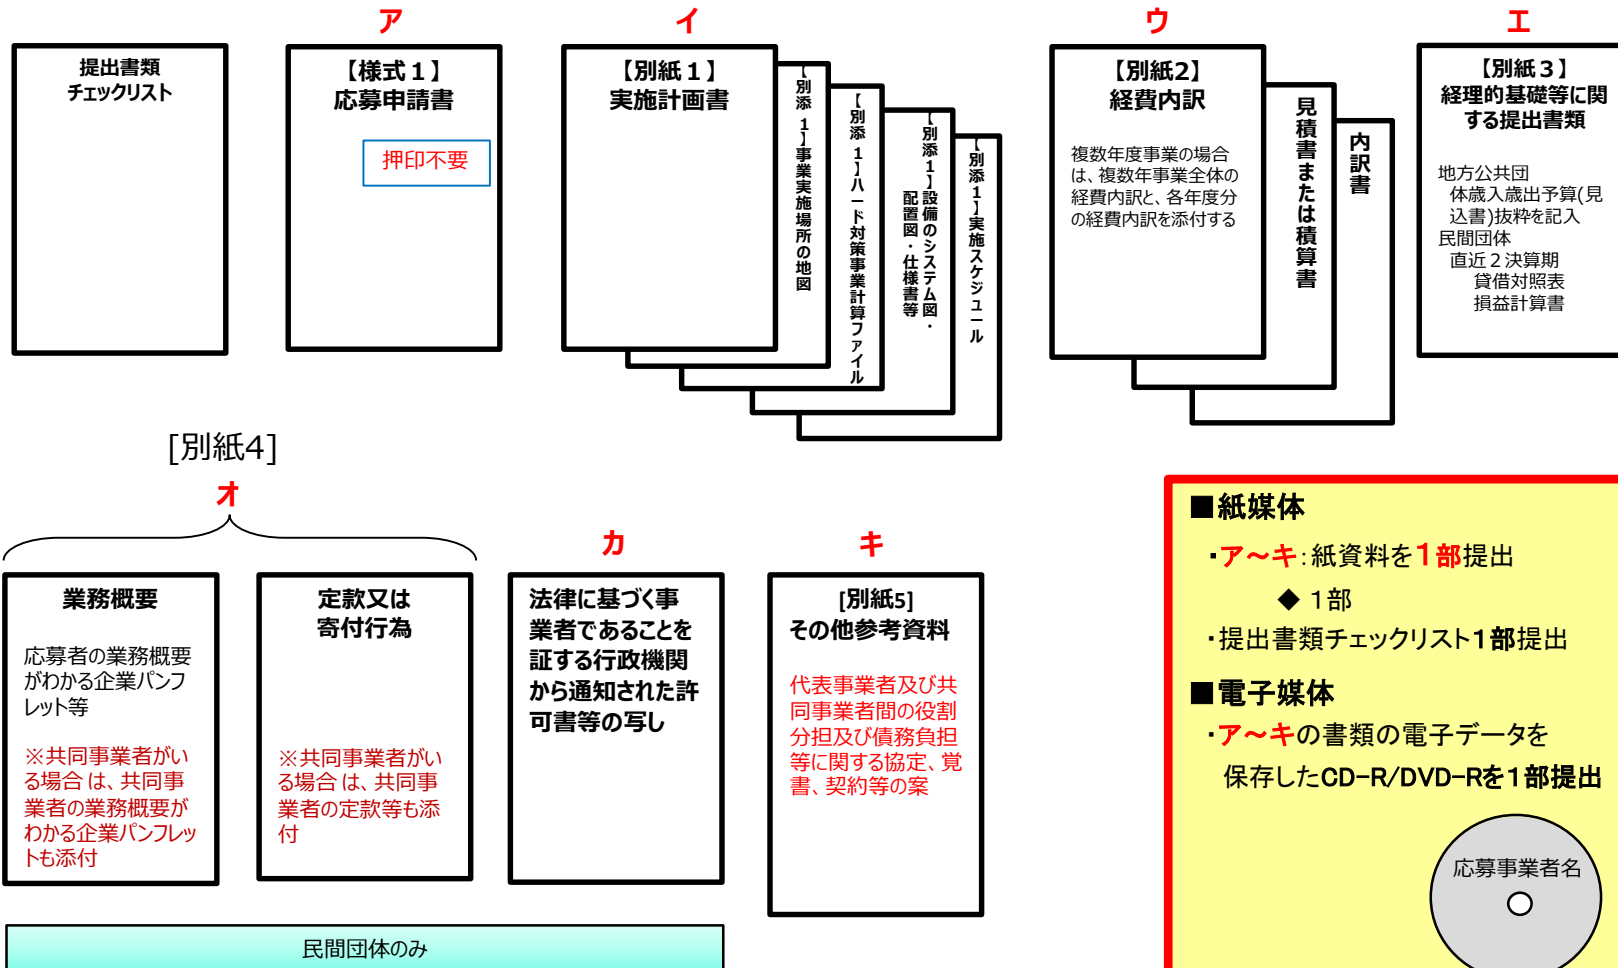 ア
イ
ウ
エ
提出書類
チェックリスト
【様式１】
応募申請書
押印不要
【別紙１】
実施計画書
【別添 1】事業実施場所の地図
【別添 1】ハード対策事業計算ファイル
【別添１】設備のシステム図・
配置図・仕様書等
【別添１】実施スケジュール
【別紙2】
経費内訳
複数年度事業の場合
は、複数年事業全体の
経費内訳と、各年度分
の経費内訳を添付する
見積書または積算書
内訳書
【別紙３】
経理的基礎等に関
する提出書類
地方公共団
体歳入歳出予算(見
込書)抜粋を記入
民間団体
直近２決算期
貸借対照表
損益計算書
[別紙4]
オ
カ
キ
業務概要
応募者の業務概要
がわかる企業パンフ
レット等
※共同事業者がい
る場合は、共同事
業者の業務概要が
わかる企業パンフレッ
トも添付
定款又は
寄付行為
※共同事業者がい
る場合は、共同事
業者の定款等も添
付
法律に基づく事
業者であることを
証する行政機関
から通知された許
可書等の写し
[別紙5]
その他参考資料
代表事業者及び共
同事業者間の役割
分担及び債務負担
等に関する協定、覚
書、契約等の案
民間団体のみ
■紙媒体
・ア～キ：紙資料を１部提出
◆ １部
・提出書類チェックリスト１部提出
■電子媒体
・ア～キの書類の電子データを
保存したCD-R/DVD-Rを１部提出
応募事業者名